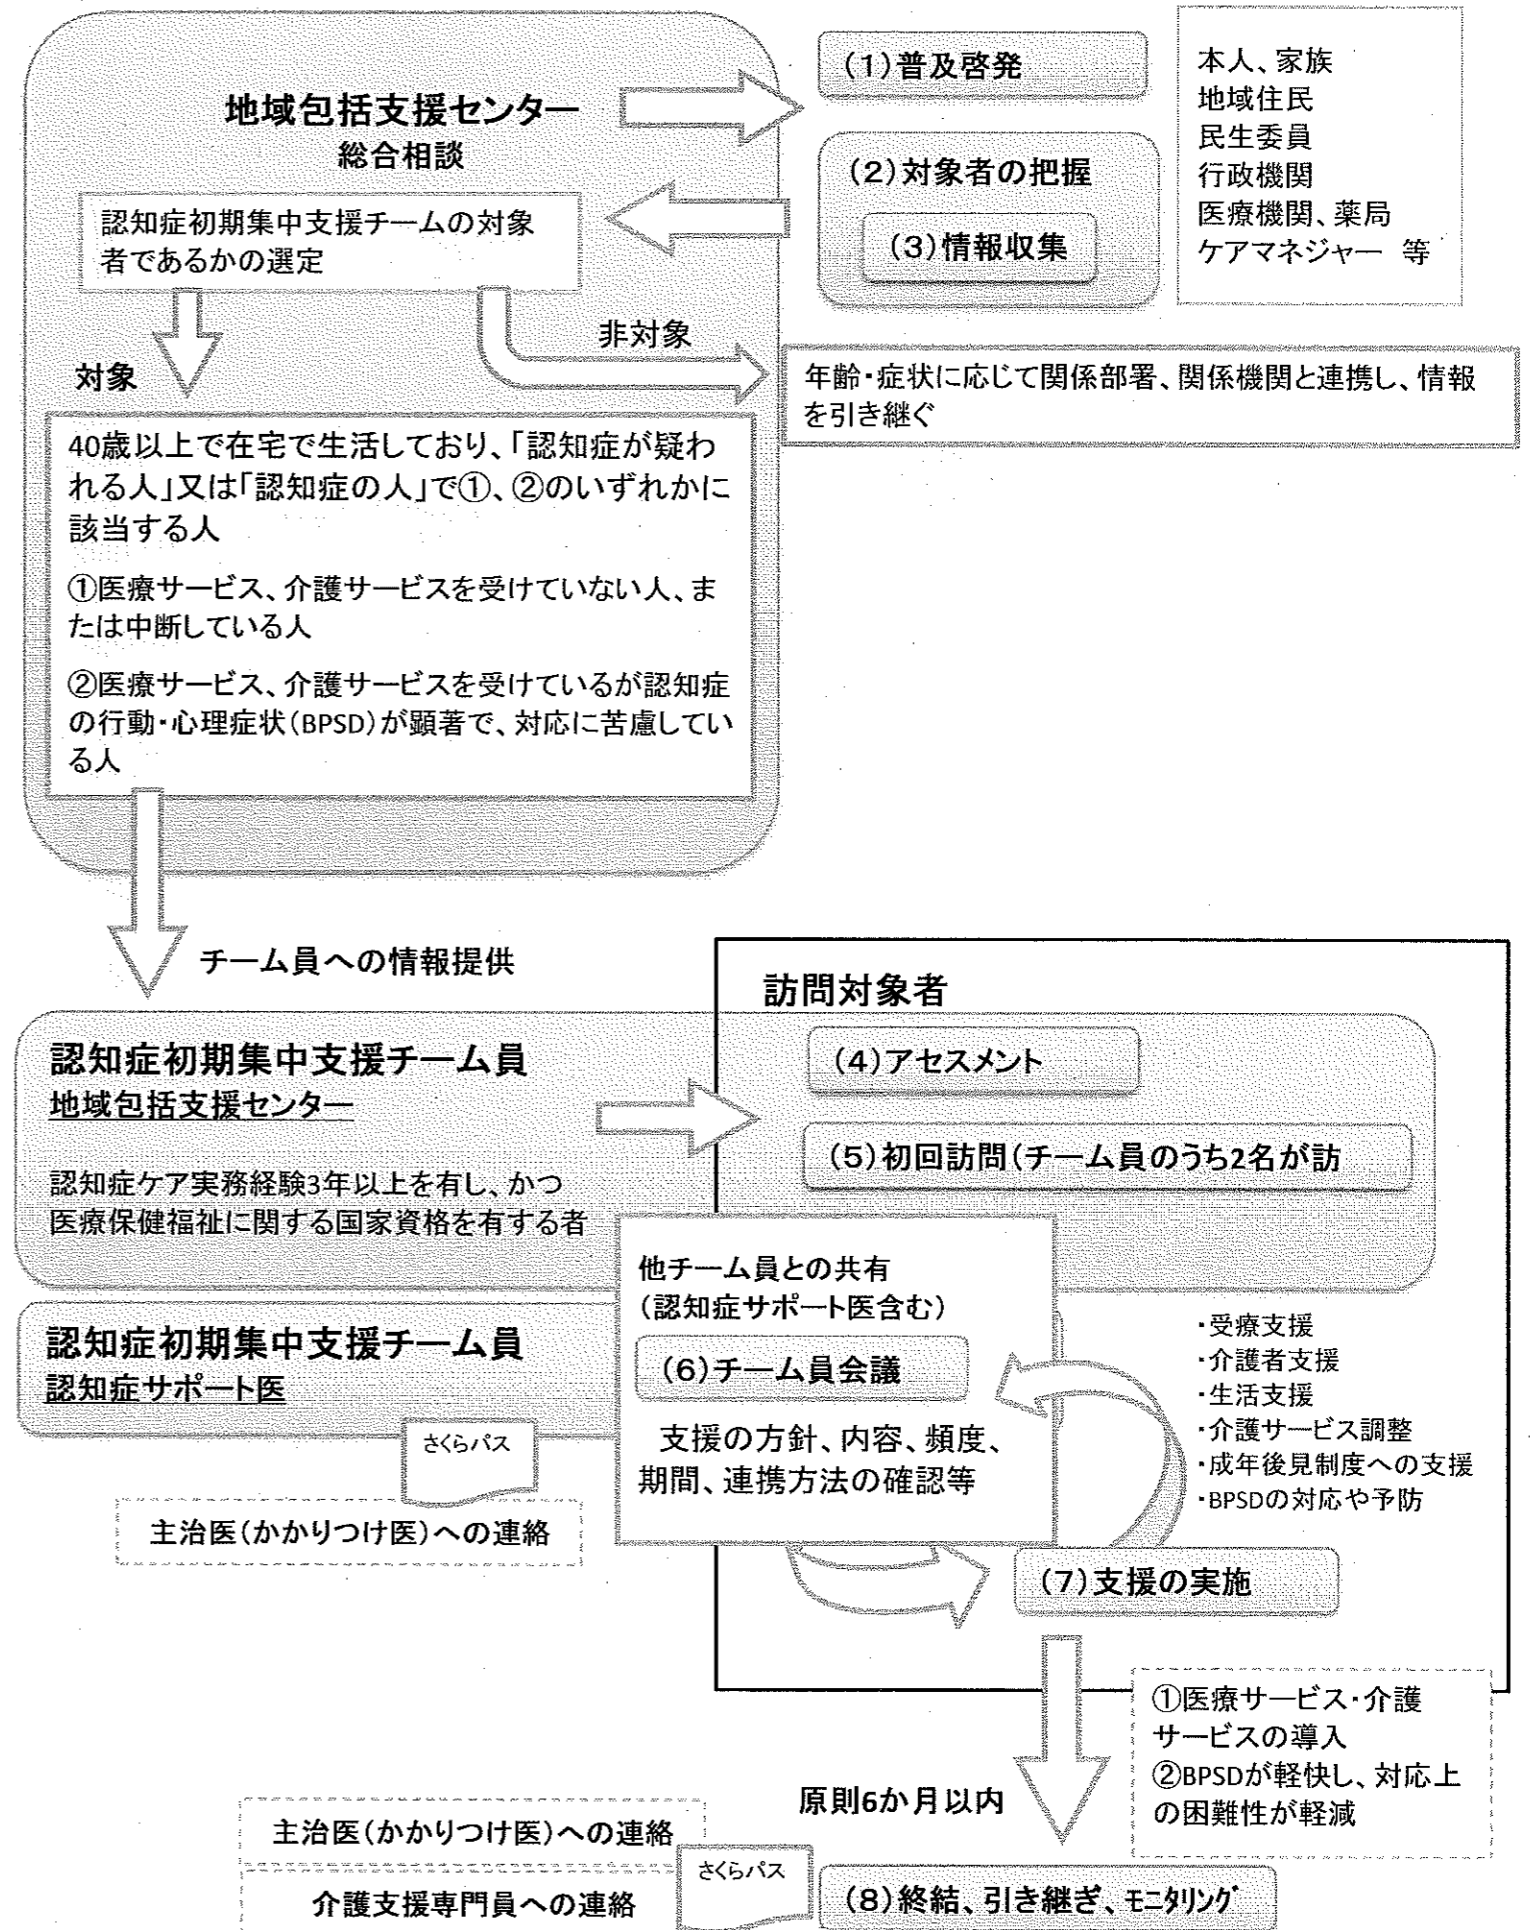 地域包括支援センター
総合相談
認知症初期集中支援チームの対象
者であるかの選定
(1)普及啓発
(2)対象者の把握
(3)情報収集
本人、家族
地域住民
民生委員
行政機関
医療機関、薬局
ケアマネジャー 等
非対象
対象
年齢・症状に応じて関係部署、関係機関と連携し、情報
を引き継ぐ
40歳以上で在宅で生活しており、「認知症が疑わ
れる人」又は「認知症の人」で①、②のいずれかに
該当する人
①医療サービス、介護サービスを受けていない人、ま
たは中断している人
②医療サービス、介護サービスを受けているが認知症
の行動・心理症状(BPSD)が顕著で、対応に苦慮してい
る人
チーム員への情報提供
訪問対象者
認知症初期集中支援チーム員
地域包括支援センター
認知症ケア実務経験3年以上を有し、かつ
医療保健福祉に関する国家資格を有する者
(4)アセスメント
(5)初回訪問(チーム員のうち2名が訪
認知症初期集中支援チーム員
認知症サポート医
他チーム員との共有
(認知症サポート医含む)
(6)チーム員会議
支援の方針、内容、頻度、
期間、連携方法の確認等
・受療支援
・介護者支援
・生活支援
・介護サービス調整
・成年後見制度への支援
・BPSDの対応や予防
さくらパス
主治医(かかりつけ医)への連絡
(7)支援の実施
①医療サービス・介護
サービスの導入
②BPSDが軽快し、対応上
の困難性が軽減
原則6か月以内
主治医(かかりつけ医)への連絡
さくらパス
介護支援専門員への連絡
(8)終結、引き継ぎ、モニタリング